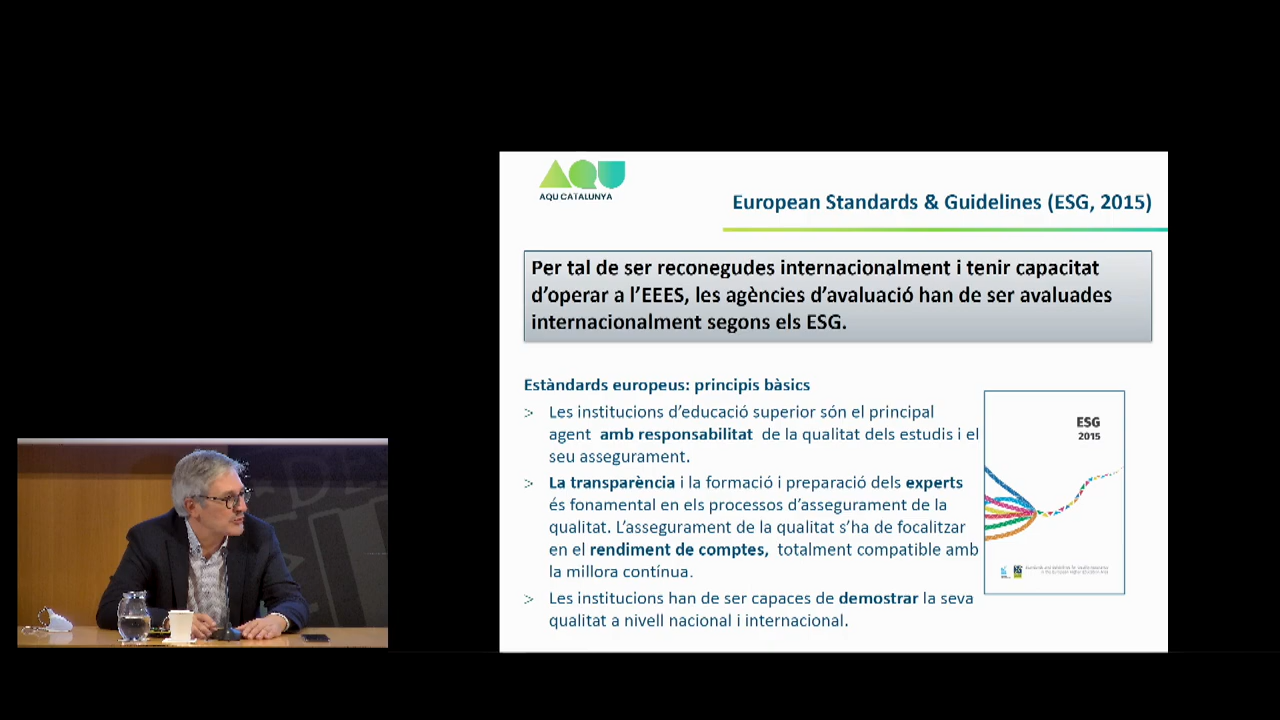 AQU
AQU CATALUNYA
European Standards & Guidelines (ESG, 2015)
Per tal de ser reconegudes internacionalment i tenir capacitat
d’operar a l’EEES, les agències d’avaluació han de ser avaluades
internacionalment segons els ESG.
Estàndards europeus: principis bàsics
> Les institucions d’educació superior són el principal
agent amb responsabilitat de la qualitat dels estudis i el
seu assegurament.
> La transparència i la formació i preparació dels experts
és fonamental en els processos d’assegurament de la
qualitat. L’assegurament de la qualitat s’ha de focalitzar
en el rendiment de comptes, totalment compatible amb
la millora contínua.
> Les institucions han de ser capaces de demostrar la seva
qualitat a nivell nacional i internacional.
ESG
2015